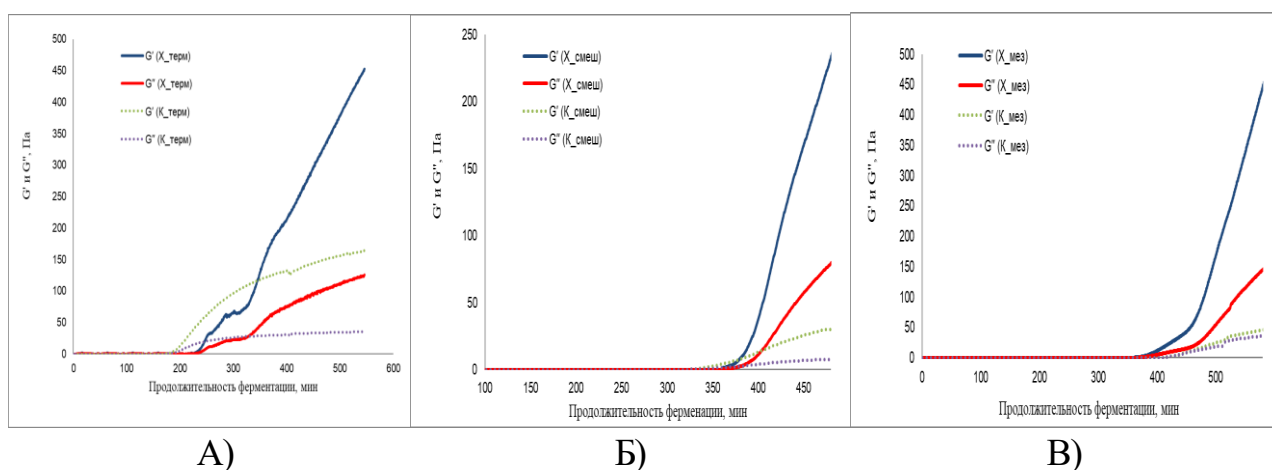 500
450
400
350
300
250
200
150
100
50
0
G' и G'', Па
G' (Х_терм)
G'' (Х_терм)
G' (К_терм)
G'' (К_терм)
0 100 200 300 400 500 600
Продолжительность ферментации, мин
А)
250
200
150
100
50
0
G' и G'', Па
G' (Х_смеш)
G'' (Х_смеш)
G' (К_смеш)
G'' (К_смеш)
100 150 200 250 300 350 400 450
Продолжительность ферменации, мин
Б)
500
450
400
350
300
250
200
150
100
50
0
G' и G'', Па
G' (Х_мез)
G'' (Х_мез)
G' (К_мез)
G'' (К_мез)
0 100 200 300 400 500
Продолжительность ферментации, мин
В)